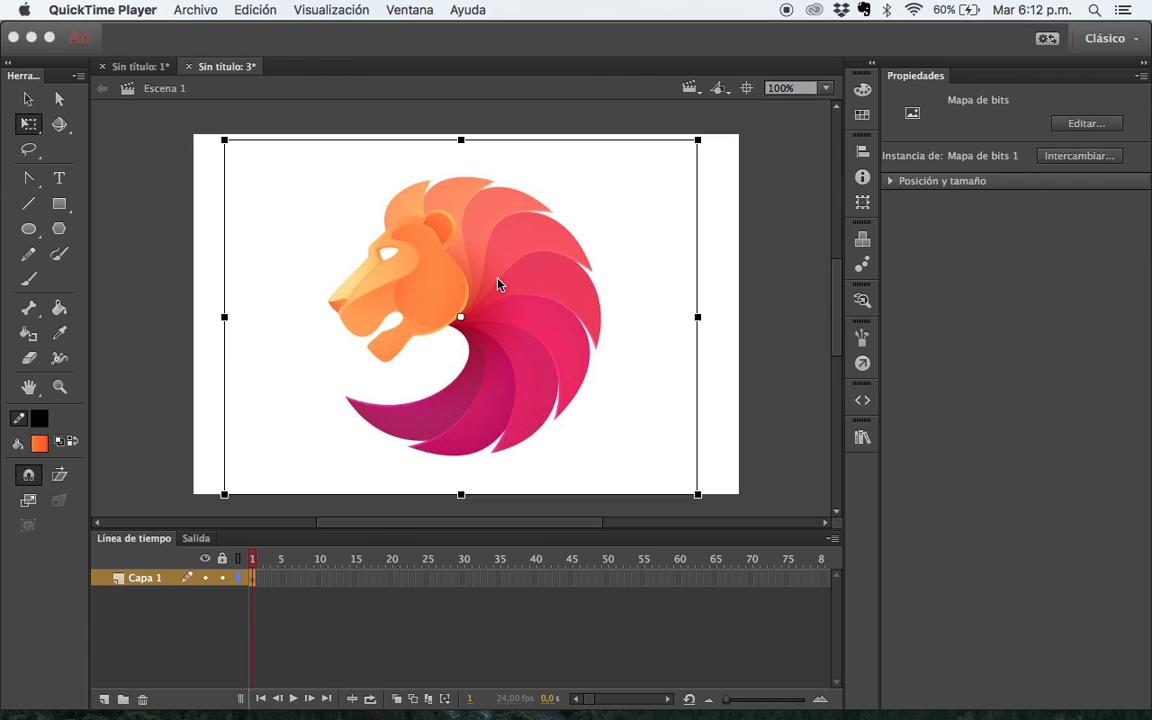 QuickTime Player Archivo Edición Visualización Ventana Ayuda 60% Mar 6:12 p.m.
An Clásico
Herra... × Sin título: 1* × Sin título: 3* Propiedades
Escena 1 100% Mapa de bits
Editar...
Instancia de: Mapa de bits 1 Intercambiar...
Posición y tamaño
T
Línea de tiempo Salida
1 5 10 15 20 25 30 35 40 45 50 55 60 65 70 75 8
Capa 1
1 24,00 fps 0,0 s